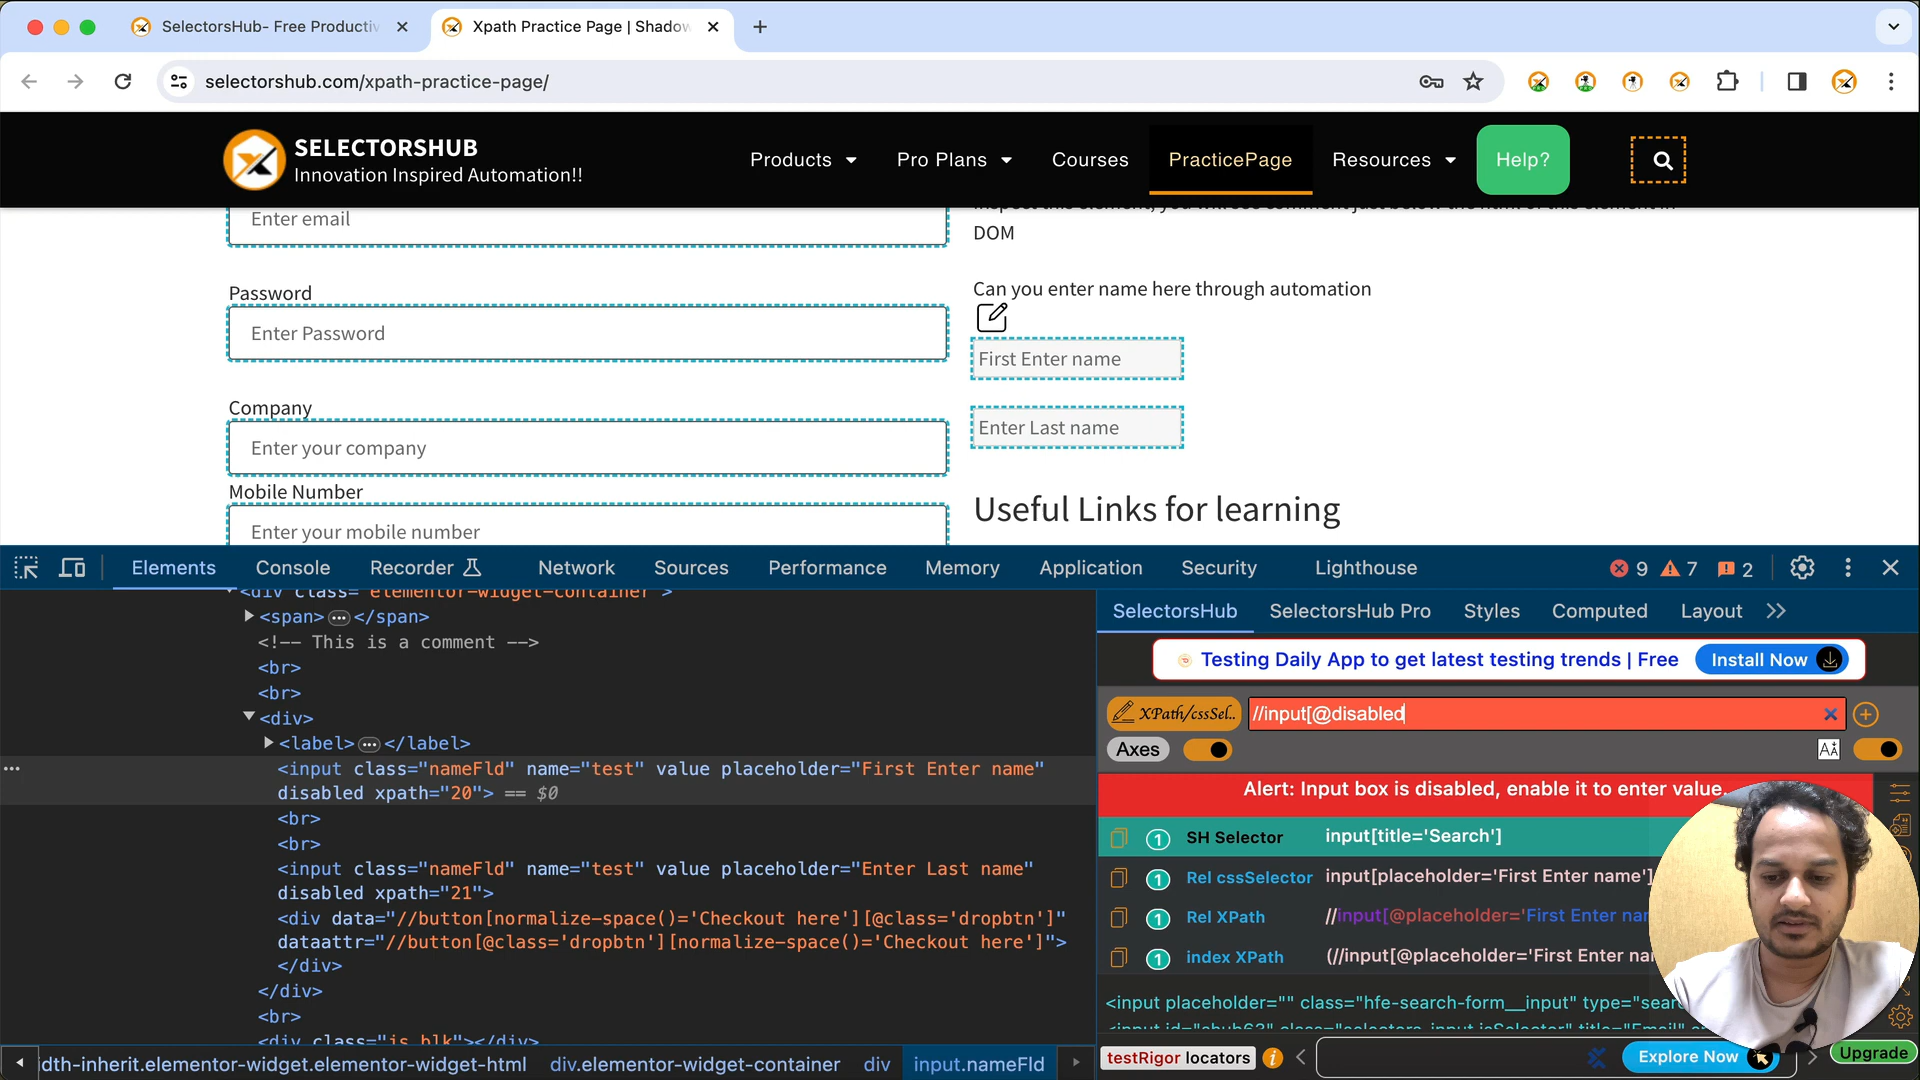 SelectorsHub- Free Productiv
Xpath Practice Page | Shadow
selectorshub.com/xpath-practice-page/
SELECTORSHUB
Innovation Inspired Automation!!
Products
Pro Plans
Courses
PracticePage
Resources
Help?
Enter email
DOM
Password
Enter Password
Can you enter name here through automation
First Enter name
Company
Enter your company
Enter Last name
Mobile Number
Enter your mobile number
Useful Links for learning
Elements
Console
Recorder
Network
Sources
Performance
Memory
Application
Security
Lighthouse
9
7
2
<div class="elementor-widget-container">
<span>…</span>
<!-- This is a comment -->
<br>
<br>
<div>
<label>…</label>
<input class="nameFld" name="test" value placeholder="First Enter name"
disabled xpath="20"> == $0
<br>
<br>
<input class="nameFld" name="test" value placeholder="Enter Last name"
disabled xpath="21">
<div data="//button[normalize-space()='Checkout here'][@class='dropbtn']"
dataattr="//button[@class='dropbtn'][normalize-space()='Checkout here']">
</div>
</div>
<br>
idth-inherit.elementor-widget.elementor-widget-html
div.elementor-widget-container
div
input.nameFld
SelectorsHub
SelectorsHub Pro
Styles
Computed
Layout
Testing Daily App to get latest testing trends | Free
Install Now
XPath/cssSel..
//input[@disabled
Axes
Alert: Input box is disabled, enable it to enter value.
1 SH Selector input[title='Search']
1 Rel cssSelector input[placeholder='First Enter name']
1 Rel XPath //input[@placeholder='First Enter nam
1 index XPath (//input[@placeholder='First Enter nam
<input placeholder="" class="hfe-search-form__input" type="sear
testRigor locators
Explore Now
Upgrade